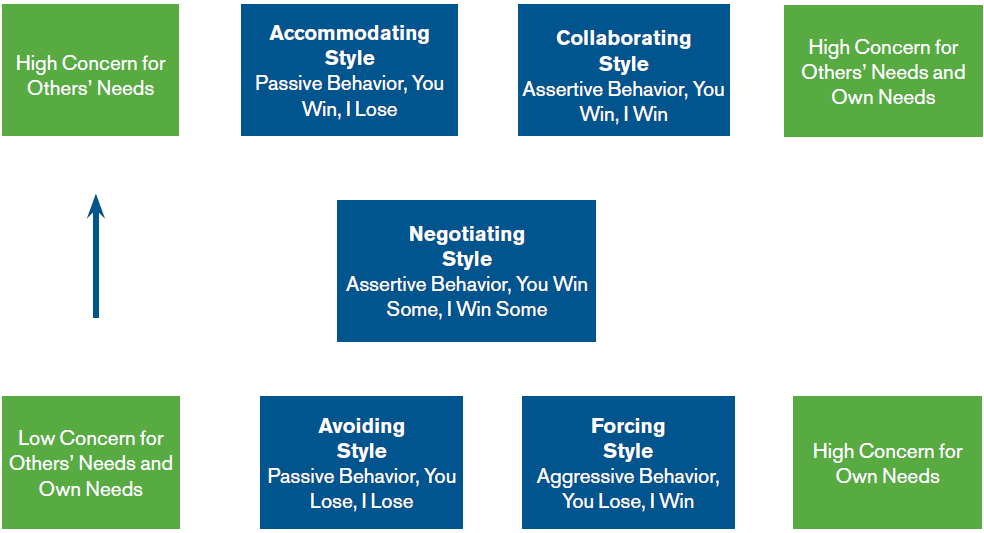 High Concern for
Others’ Needs
Accommodating
Style
Passive Behavior, You
Win, I Lose
Collaborating
Style
Assertive Behavior, You
Win, I Win
High Concern for
Others’ Needs and
Own Needs
Negotiating
Style
Assertive Behavior, You Win
Some, I Win Some
Low Concern for
Others’ Needs and
Own Needs
Avoiding
Style
Passive Behavior, You
Lose, I Lose
Forcing
Style
Aggressive Behavior,
You Lose, I Win
High Concern for
Own Needs